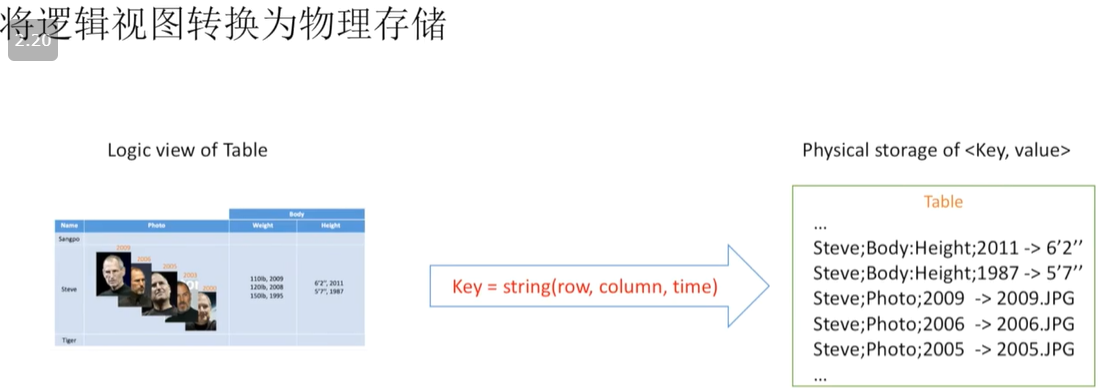 将逻辑视图转换为物理存储
2.20
Logic view of Table
Physical storage of <Key, value>
Body
Name Photo Weight Height
Sangpo
2009
2006
2005
2003
2000
Steve
110lb, 2009
120lb, 2008
150lb, 1995
6'2'', 2011
5'7'', 1987
Tiger
Key = string(row, column, time)
Table
...
Steve;Body:Height;2011 -> 6'2''
Steve;Body:Height;1987 -> 5'7''
Steve;Photo;2009 -> 2009.JPG
Steve;Photo;2006 -> 2006.JPG
Steve;Photo;2005 -> 2005.JPG
...